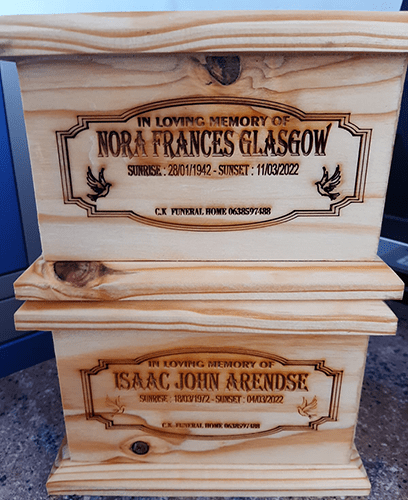 IN LOVING MEMORY OF
NORA FRANCES GLASGOW
SUNRISE : 28/01/1942 - SUNSET : 11/03/2022
C.K FUNERAL HOME 0638597488
IN LOVING MEMORY OF
ISAAC JOHN ARENDSE
SUNRISE : 18/03/1972 - SUNSET : 04/03/2022
C.K FUNERAL HOME 0638597488